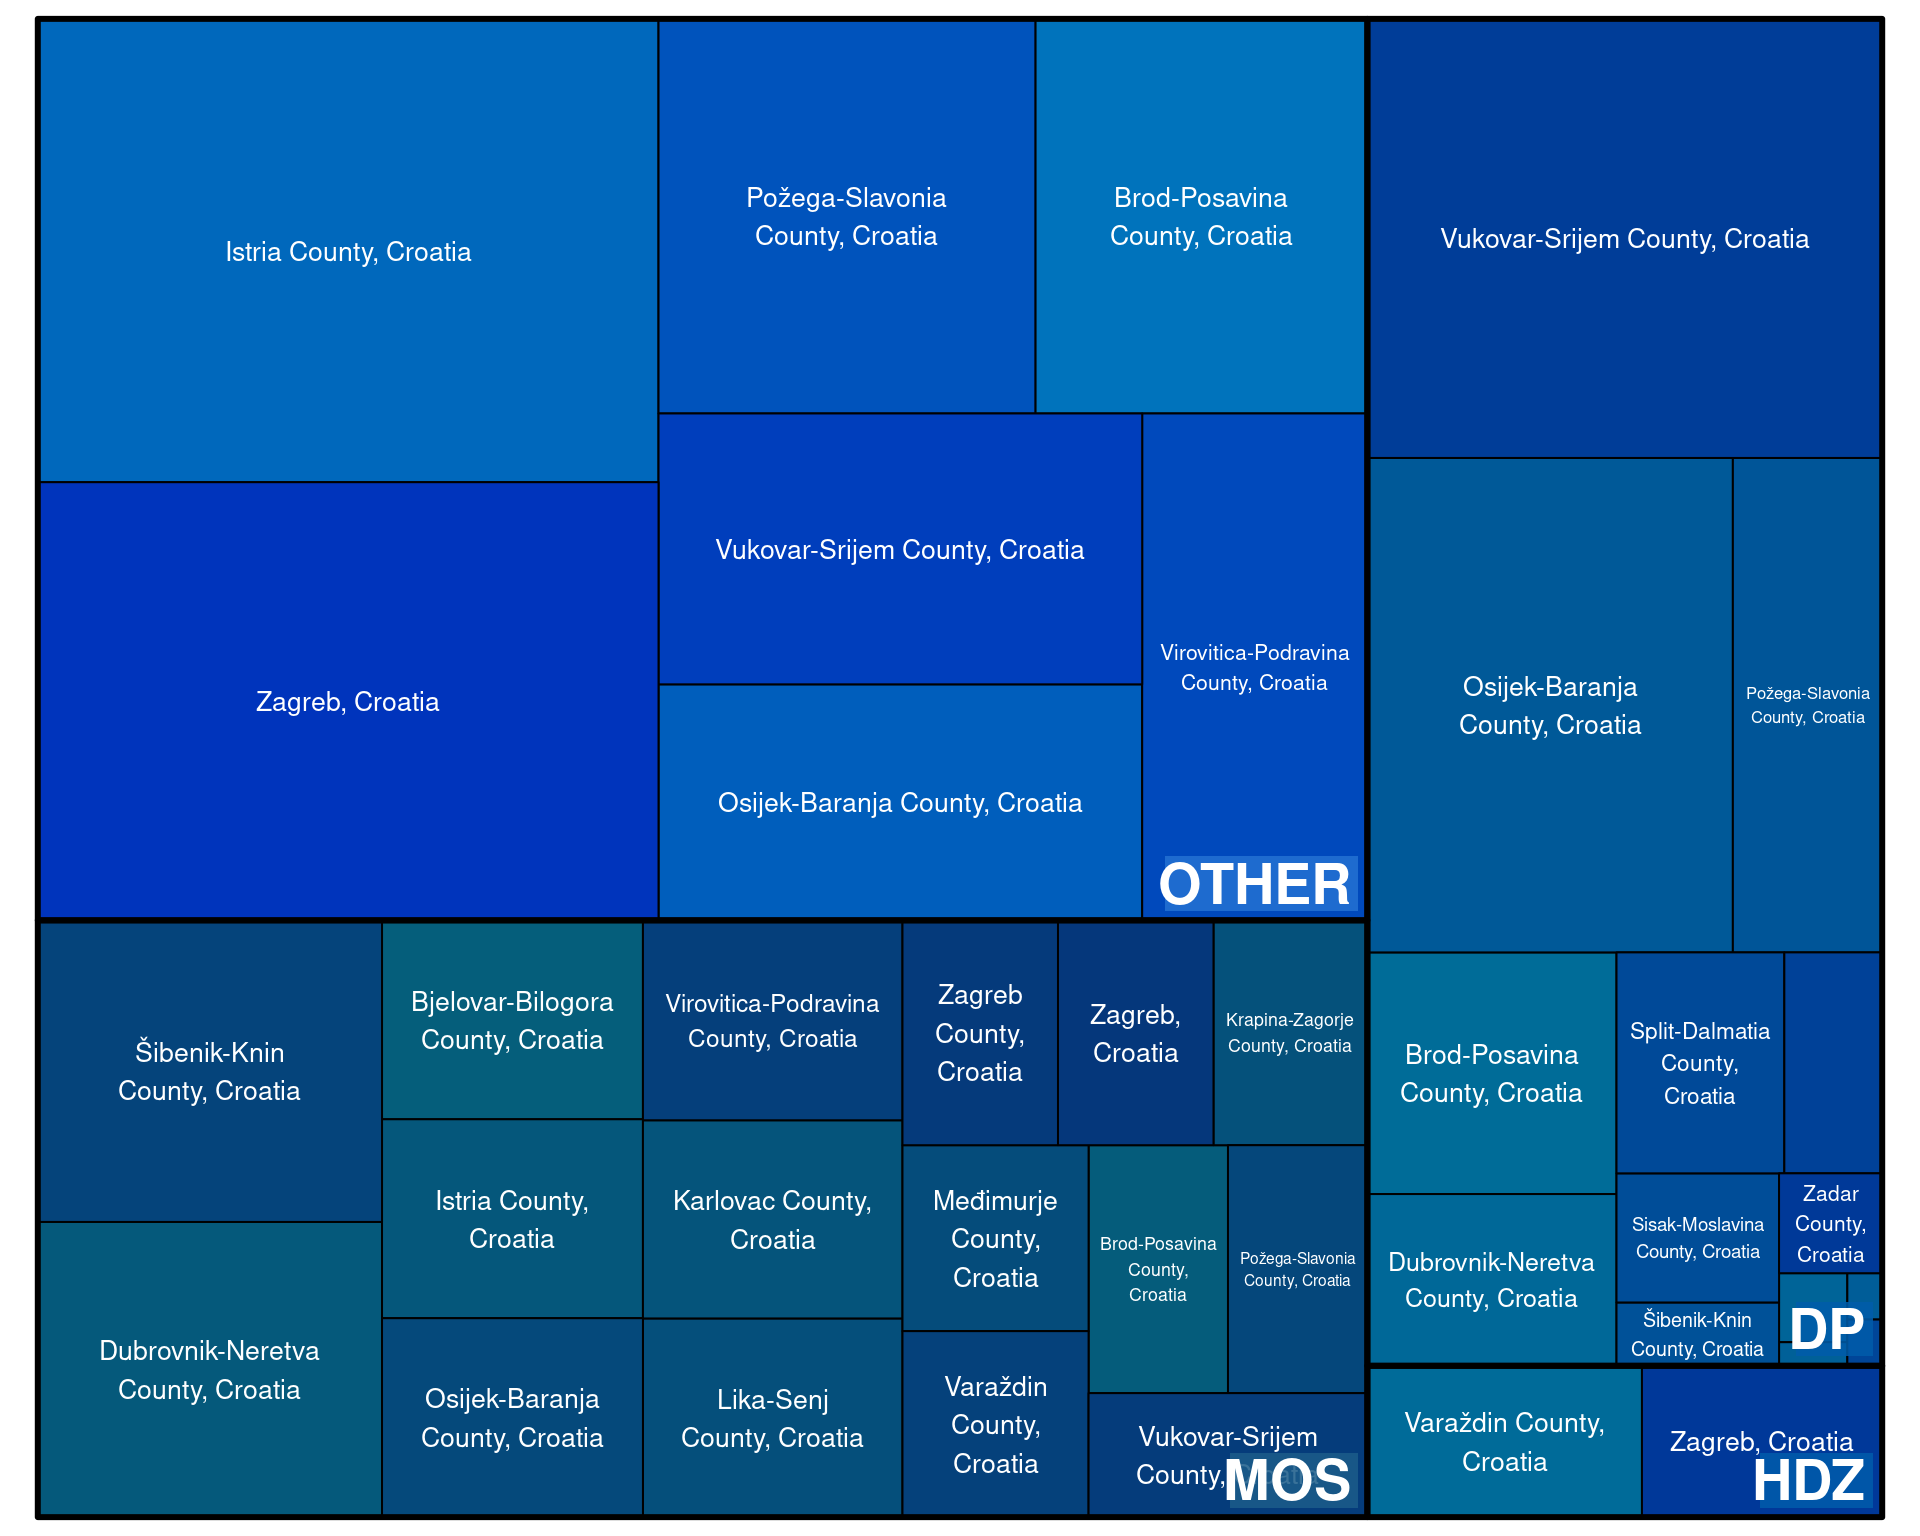 Istria County, Croatia
Požega-Slavonia
County, Croatia
Brod-Posavina
County, Croatia
Zagreb, Croatia
Vukovar-Srijem County, Croatia
Osijek-Baranja County, Croatia
Virovitica-Podravina
County, Croatia
OTHER
Vukovar-Srijem County, Croatia
Osijek-Baranja
County, Croatia
Požega-Slavonia
County, Croatia
Brod-Posavina
County, Croatia
Dubrovnik-Neretva
County, Croatia
Split-Dalmatia
County,
Croatia
Sisak-Moslavina
County, Croatia
Šibenik-Knin
County, Croatia
Zadar
County,
Croatia
DP
Šibenik-Knin
County, Croatia
Dubrovnik-Neretva
County, Croatia
Bjelovar-Bilogora
County, Croatia
Istria County,
Croatia
Osijek-Baranja
County, Croatia
Virovitica-Podravina
County, Croatia
Karlovac County,
Croatia
Lika-Senj
County, Croatia
Zagreb
County,
Croatia
Zagreb,
Croatia
Krapina-Zagorje
County, Croatia
Međimurje
County,
Croatia
Varaždin
County,
Croatia
Brod-Posavina
County,
Croatia
Požega-Slavonia
County, Croatia
Vukovar-Srijem
County, Croatia
MOS
Varaždin County,
Croatia
Zagreb, Croatia
HDZ